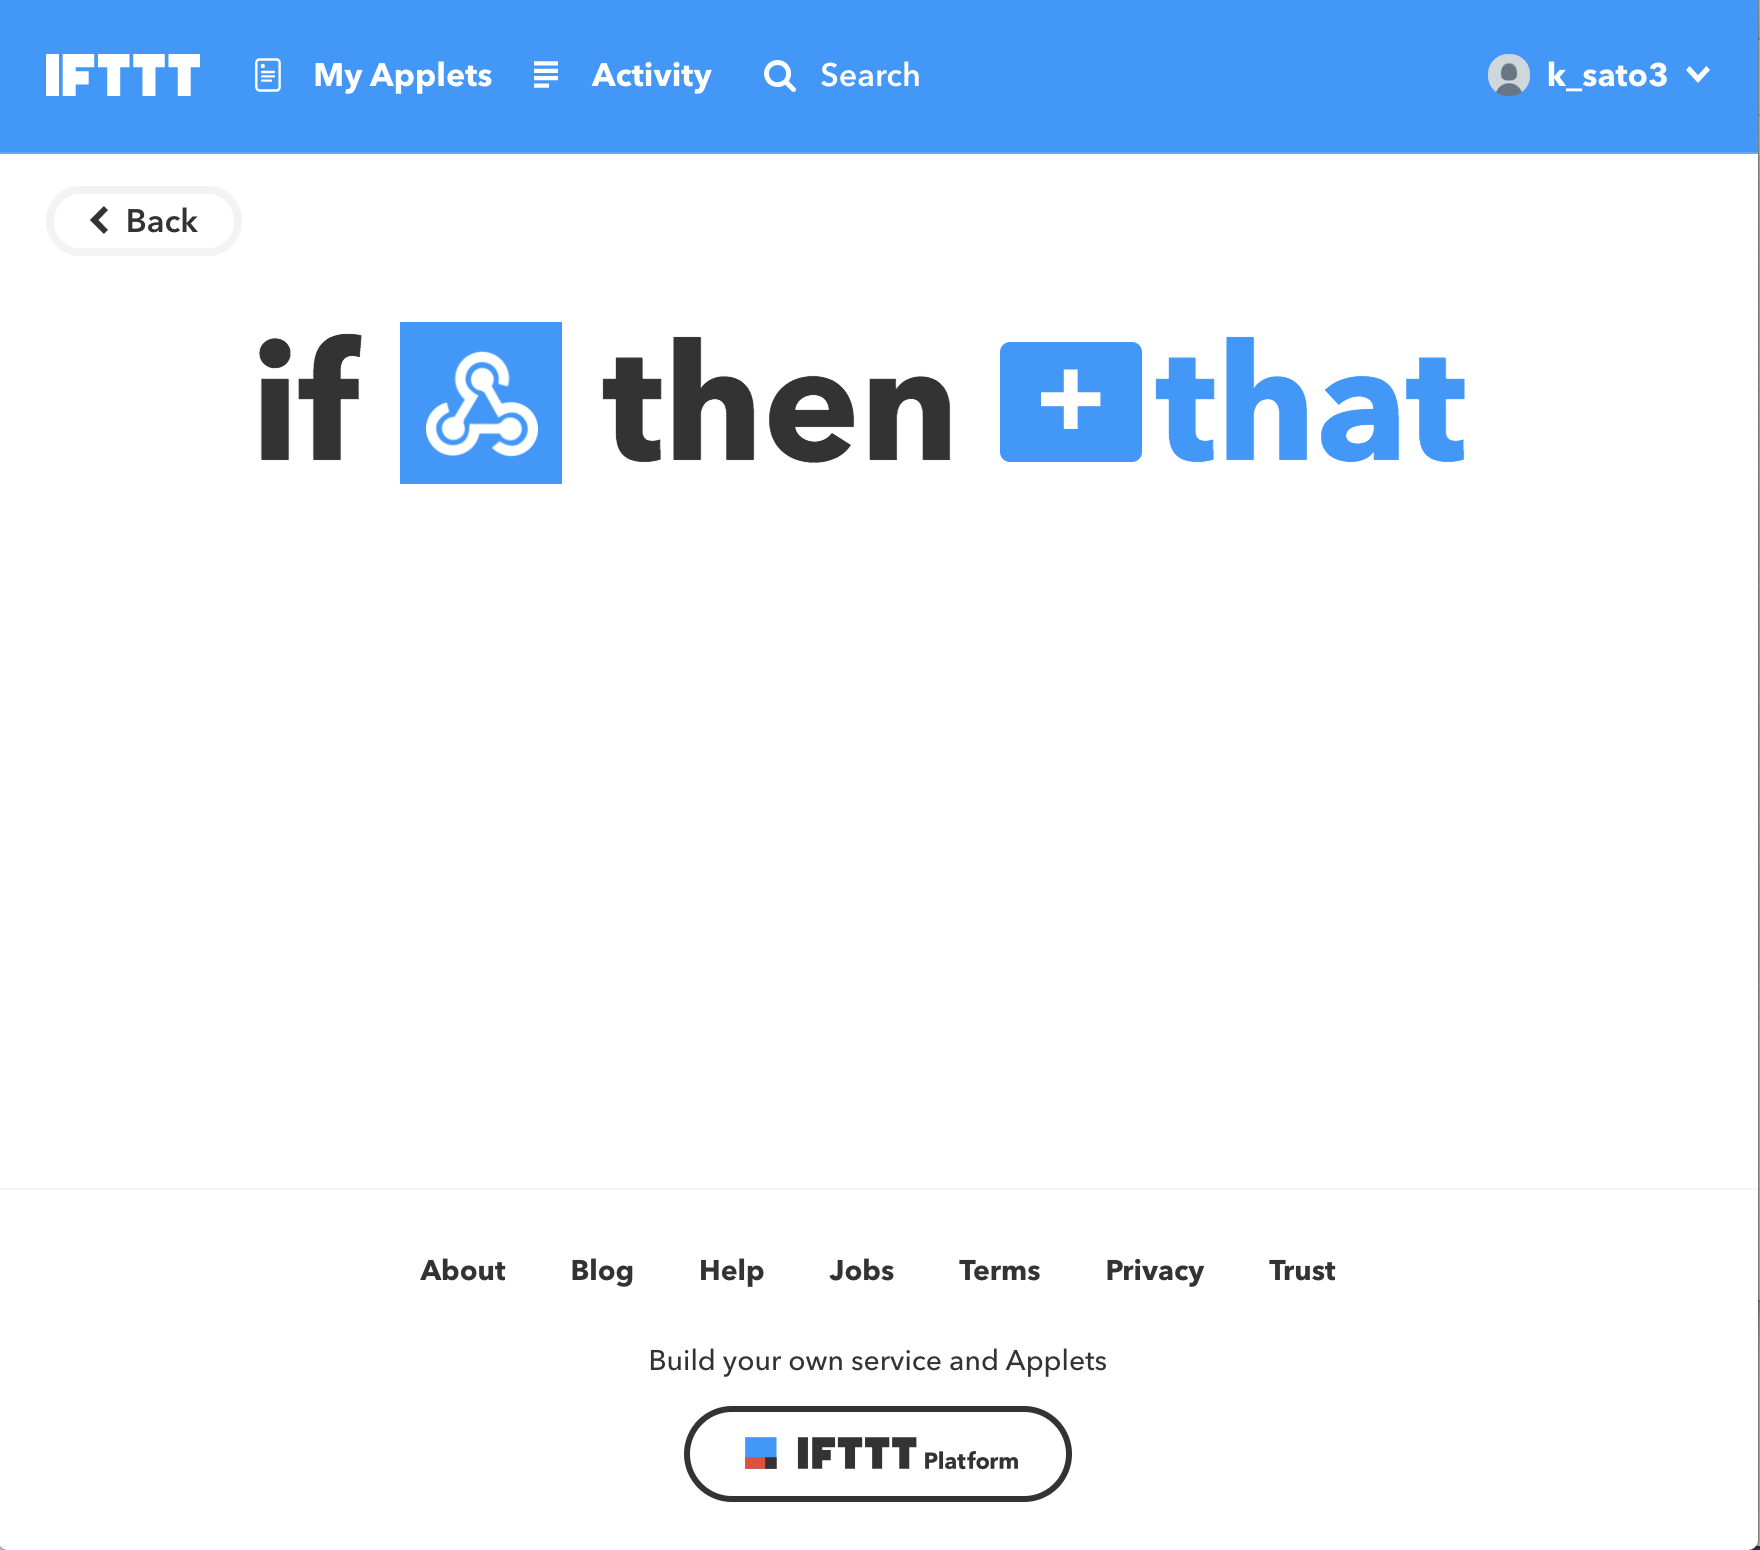 IFTTT My Applets Activity Search k_sato3
Back
if then +that
About Blog Help Jobs Terms Privacy Trust
Build your own service and Applets
IFTTT Platform